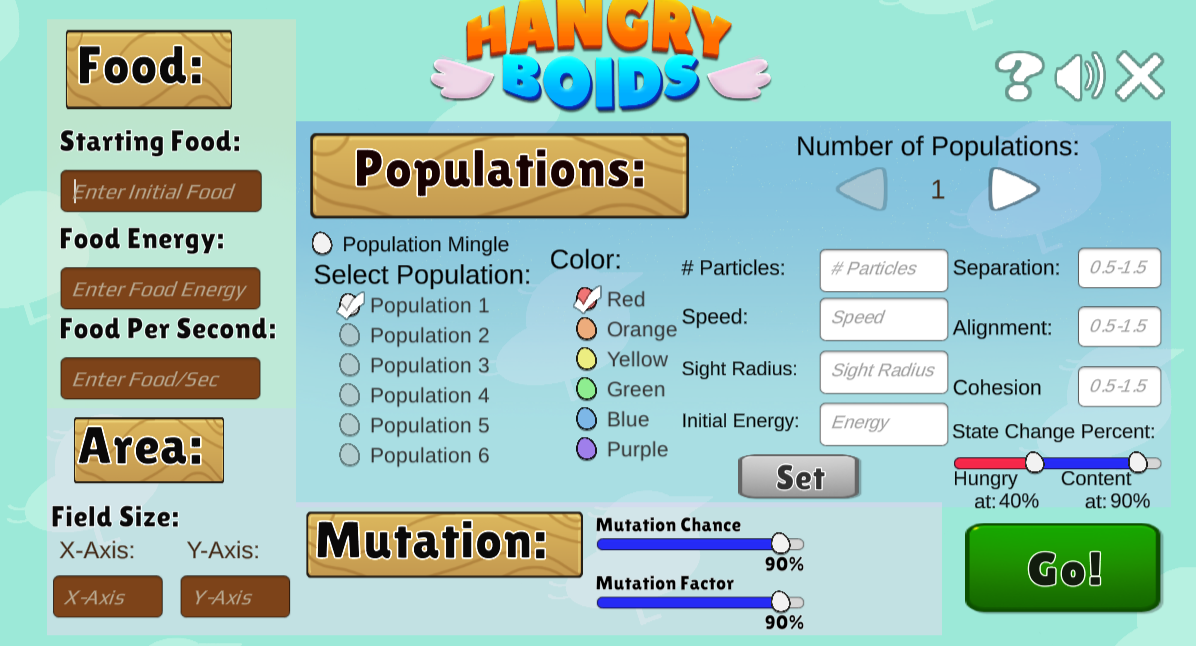 HANGRY
BOIDS
Food:
Starting Food:
Enter Initial Food
Food Energy:
Enter Food Energy
Food Per Second:
Enter Food/Sec
Area:
Field Size:
X-Axis:
Y-Axis:
X-Axis
Y-Axis
Populations:
Number of Populations:
1
Population Mingle
Select Population:
Population 1
Population 2
Population 3
Population 4
Population 5
Population 6
Color:
Red
Orange
Yellow
Green
Blue
Purple
# Particles:
# Particles
Speed:
Speed
Sight Radius:
Sight Radius
Initial Energy:
Energy
Set
Separation:
0.5-1.5
Alignment:
0.5-1.5
Cohesion
0.5-1.5
State Change Percent:
Hungry
at: 40%
Content
at: 90%
Mutation:
Mutation Chance
90%
Mutation Factor
90%
Go!